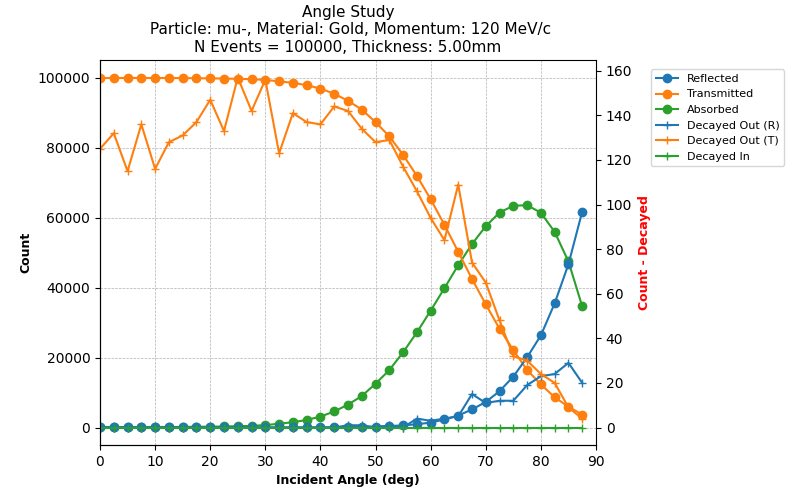 Angle Study
Particle: mu-, Material: Gold, Momentum: 120 MeV/c
N Events = 100000, Thickness: 5.00mm
100000
80000
60000
40000
20000
0
Count
0 10 20 30 40 50 60 70 80 90
Incident Angle (deg)
160
140
120
100
80
60
40
20
0
Count - Decayed
Reflected
Transmitted
Absorbed
Decayed Out (R)
Decayed Out (T)
Decayed In